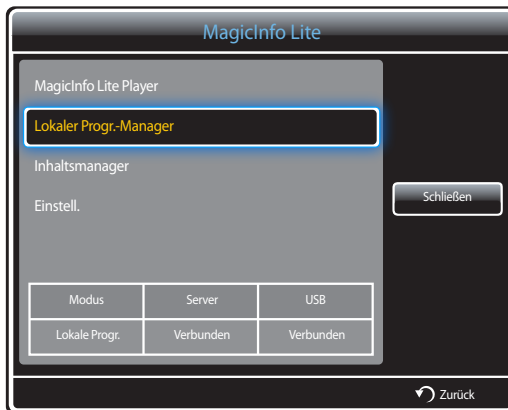 MagicInfo Lite
MagicInfo Lite Player
Lokaler Progr.-Manager
Inhaltsmanager
Einstell.
Schließen
Modus Server USB
Lokale Progr. Verbunden Verbunden
Zurück